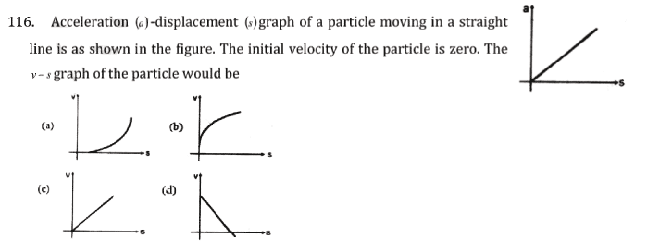 116. Acceleration (a)-displacement (s)graph of a particle moving in a straight
line is as shown in the figure. The initial velocity of the particle is zero. The
v-s graph of the particle would be
a
s
(a)
v
s
(b)
v
s
(c)
v
s
(d)
v
s